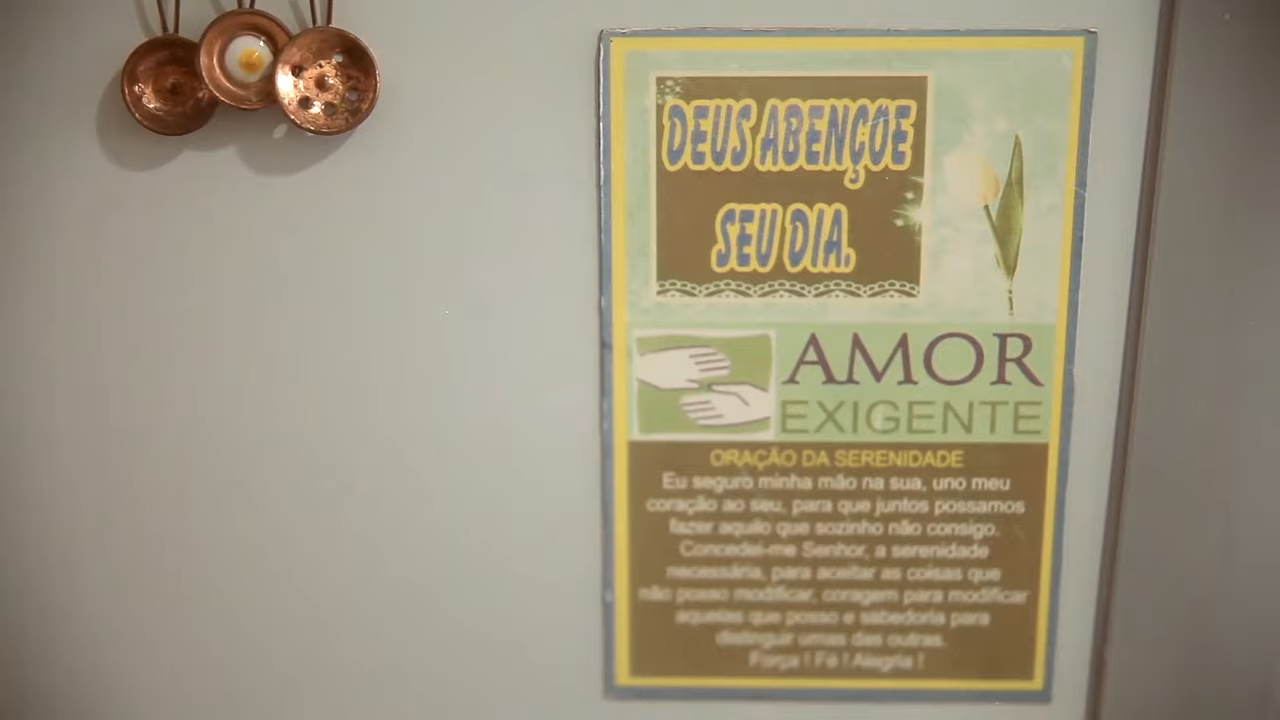 DEUS ABENÇOE
SEU DIA.
AMOR
EXIGENTE
ORAÇÃO DA SERENIDADE
Eu seguro minha mão na sua, uno meu
coração ao seu, para que juntos possamos
fazer aquilo que sozinho não consigo.
Concedei-me Senhor, a serenidade
necessária, para aceitar as coisas que
não posso modificar, coragem para modificar
aquelas que posso e sabedoria para
distinguir umas das outras.
Força ! Fé ! Alegria !